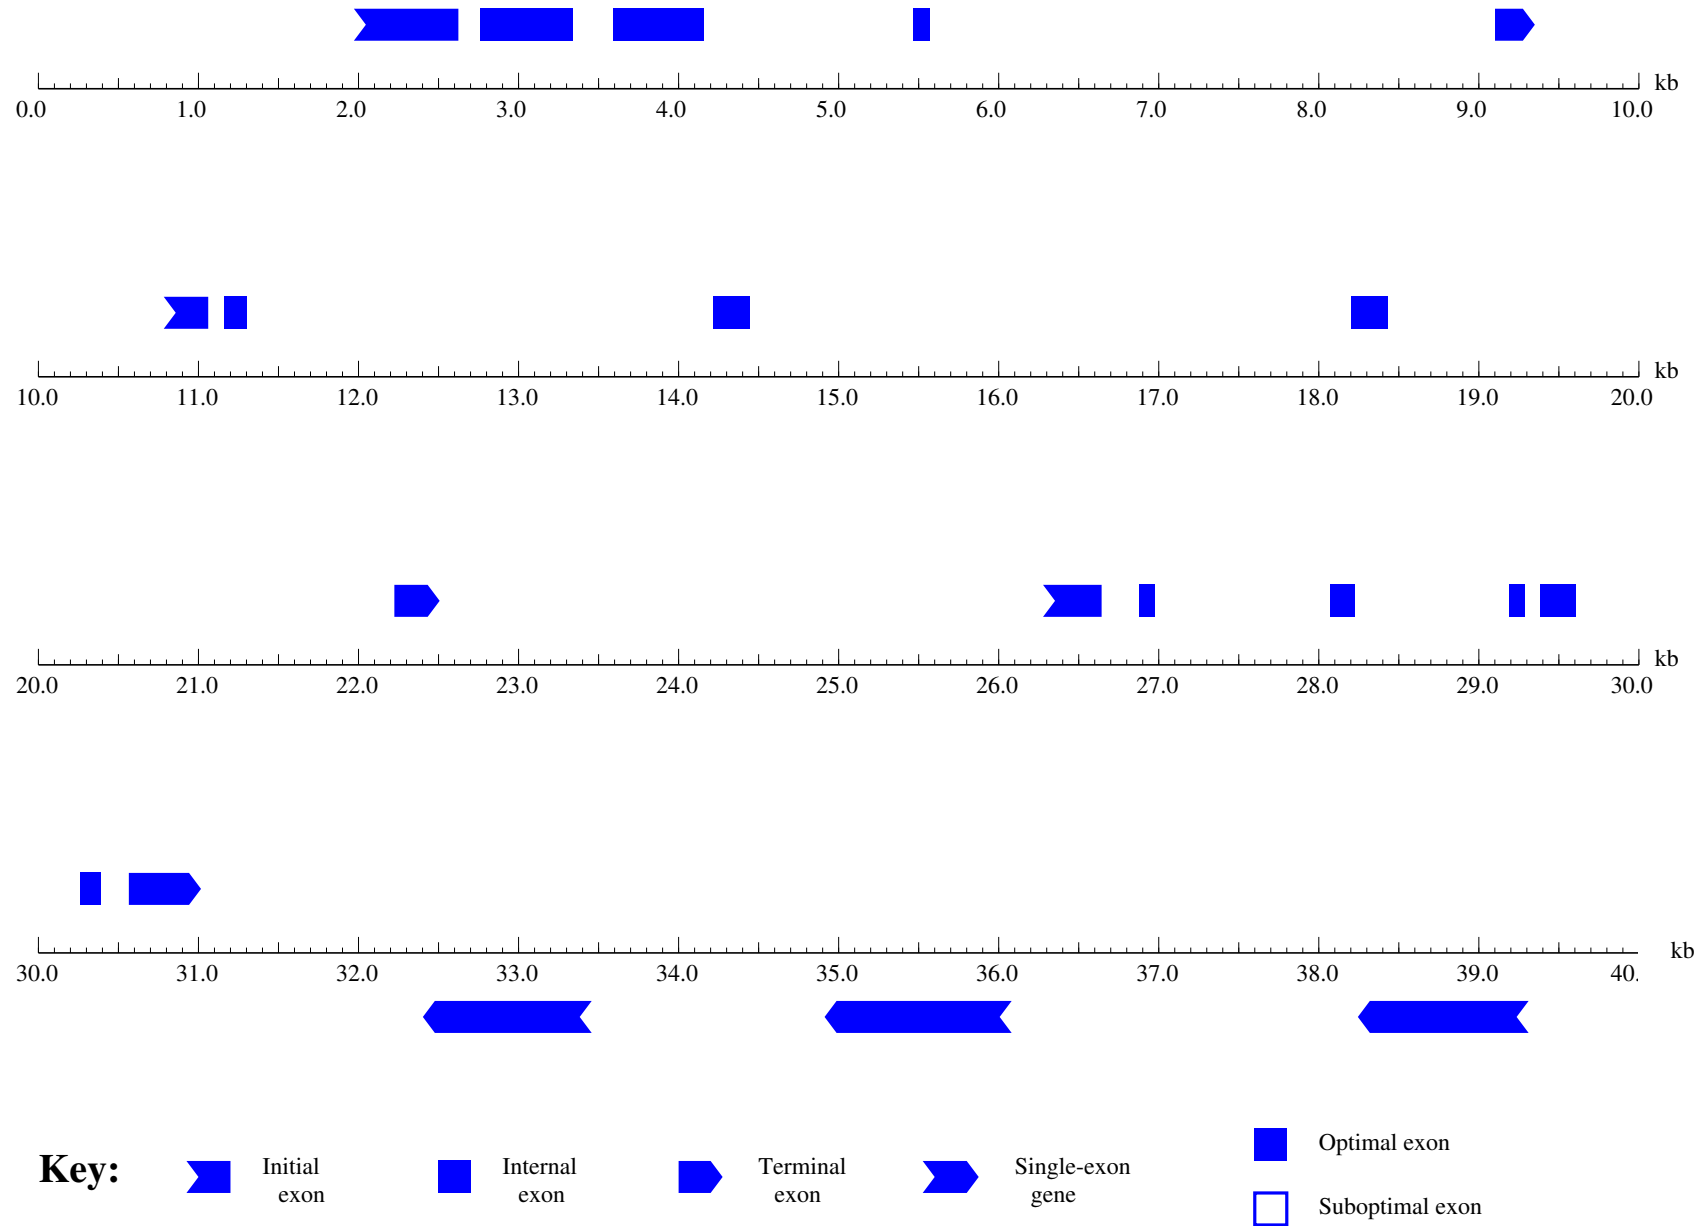 kb
0.0 1.0 2.0 3.0 4.0 5.0 6.0 7.0 8.0 9.0 10.0
kb
10.0 11.0 12.0 13.0 14.0 15.0 16.0 17.0 18.0 19.0 20.0
kb
20.0 21.0 22.0 23.0 24.0 25.0 26.0 27.0 28.0 29.0 30.0
kb
30.0 31.0 32.0 33.0 34.0 35.0 36.0 37.0 38.0 39.0 40.
Key:
Initial
exon
Internal
exon
Terminal
exon
Single-exon
gene
Optimal exon
Suboptimal exon